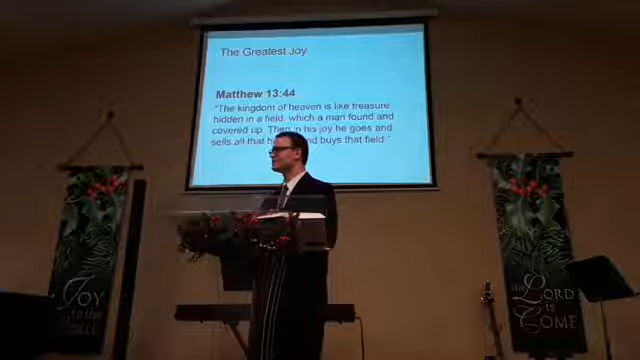 The Greatest Joy
Matthew 13:44
"The kingdom of heaven is like treasure
hidden in a field, which a man found and
covered up. Then in his joy he goes and
sells all that and buys that field."
JOY
to the
the
LORD
is
COME